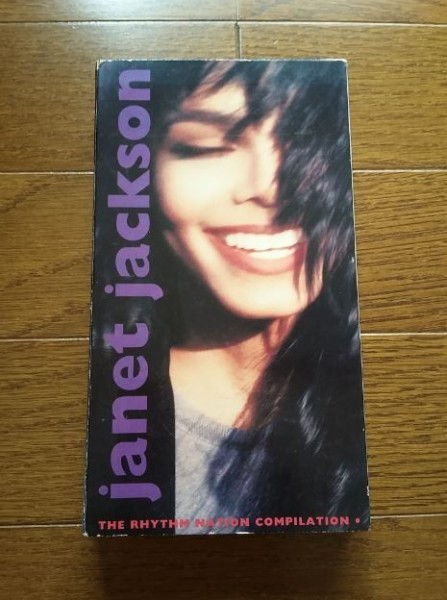 janet jackson
THE RHYTHM NATION COMPILATION •